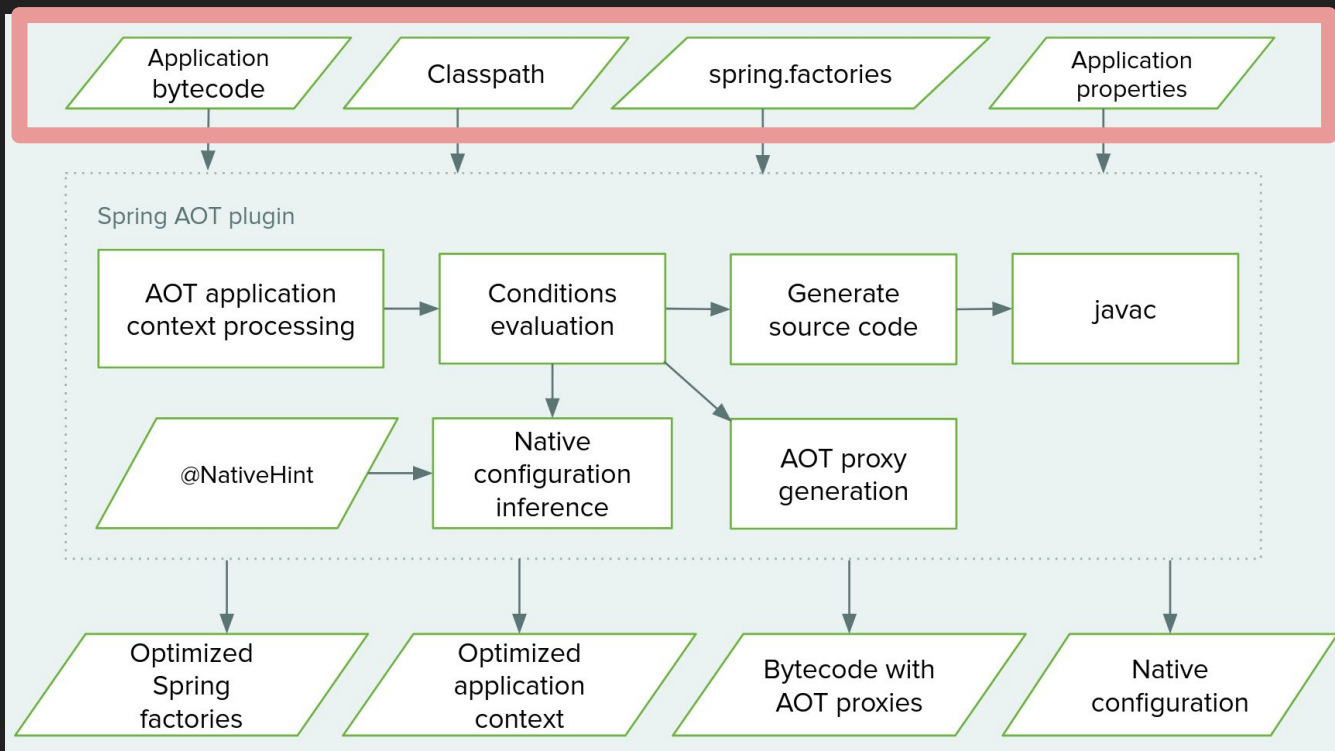 Application
bytecode
Classpath
spring.factories
Application
properties
Spring AOT plugin
AOT application
context processing
Conditions
evaluation
Generate
source code
javac
@NativeHint
Native
configuration
inference
AOT proxy
generation
Optimized
Spring
factories
Optimized
application
context
Bytecode with
AOT proxies
Native
configuration